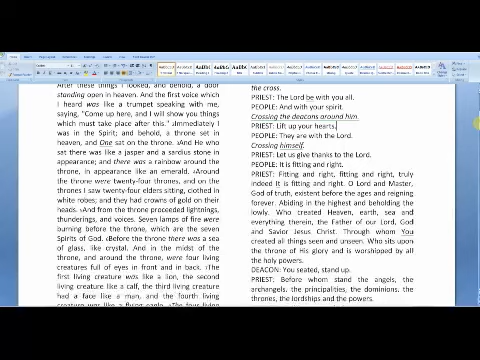 After these things I looked, and behold, a door
standing open in heaven. And the first voice which
I heard was like a trumpet speaking with me,
saying, "Come up here, and I will show you things
which must take place after this." Immediately I
was in the Spirit; and behold, a throne set in
heaven, and One sat on the throne. And He who
sat there was like a jasper and a sardius stone in
appearance; and there was a rainbow around the
throne, in appearance like an emerald. Around
the throne were twenty-four thrones, and on the
thrones I saw twenty-four elders sitting, clothed in
white robes; and they had crowns of gold on their
heads. And from the throne proceeded lightnings,
thunderings, and voices. Seven lamps of fire were
burning before the throne, which are the seven
Spirits of God. Before the throne there was a sea
of glass, like crystal. And in the midst of the
throne, and around the throne, were four living
creatures full of eyes in front and in back. The
first living creature was like a lion, the second
living creature like a calf, the third living creature
had a face like a man, and the fourth living
creature was like a flying eagle. The four living
the cross.
PRIEST: The Lord be with you all.
PEOPLE: And with your spirit.
Crossing the deacons around him.
PRIEST: Lift up your hearts.
PEOPLE: They are with the Lord.
Crossing himself.
PRIEST: Let us give thanks to the Lord.
PEOPLE: It is fitting and right.
PRIEST: Fitting and right, fitting and right, truly
indeed It is fitting and right. O Lord and Master,
God of truth, existent before the ages and reigning
forever. Abiding in the highest and beholding the
lowly. Who created Heaven, earth, sea and
everything therein, the Father of our Lord, God
and Savior Jesus Christ. Through whom You
created all things seen and unseen. Who sits upon
the throne of His glory and is worshipped by all
the holy powers.
DEACON: You seated, stand up.
PRIEST: Before whom stand the angels, the
archangels, the principalities, the dominions, the
thrones, the lordships and the powers.